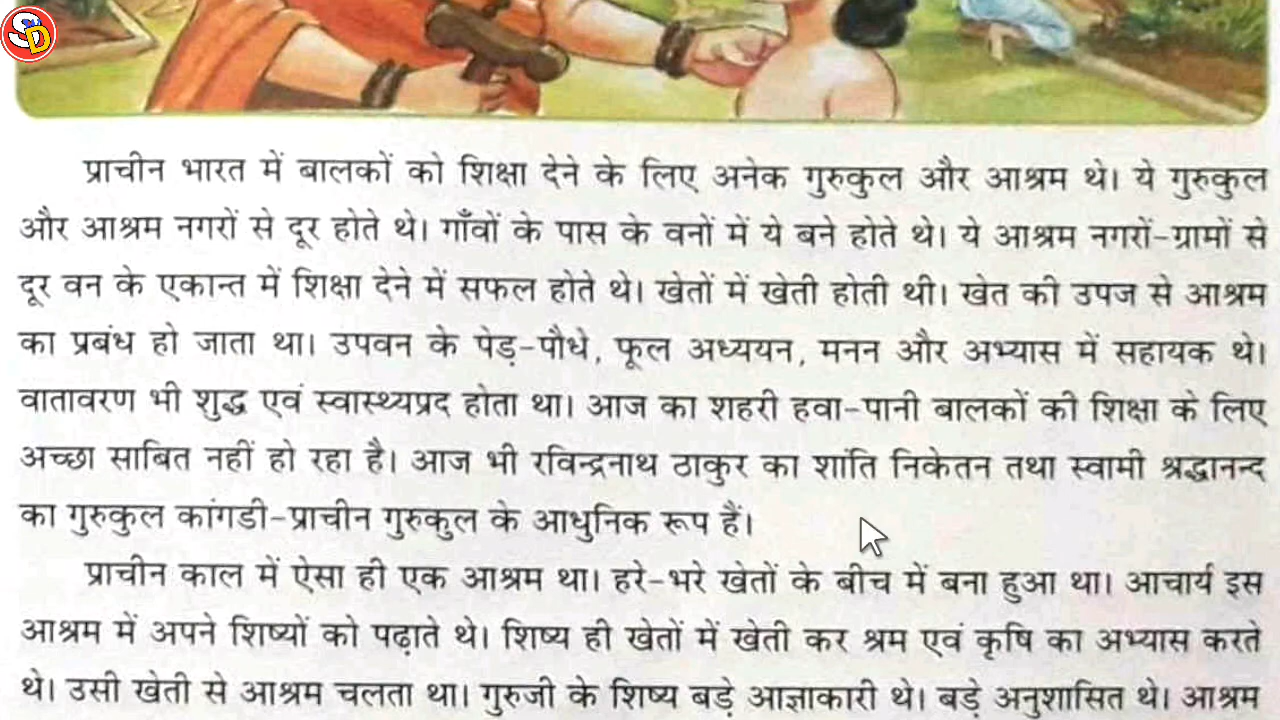 SD
प्राचीन भारत में बालकों को शिक्षा देने के लिए अनेक गुरुकुल और आश्रम थे। ये गुरुकुल
और आश्रम नगरों से दूर होते थे। गाँवों के पास के वनों में ये बने होते थे। ये आश्रम नगरों-ग्रामों से
दूर वन के एकान्त में शिक्षा देने में सफल होते थे। खेतों में खेती होती थी। खेत की उपज से आश्रम
का प्रबंध हो जाता था। उपवन के पेड़-पौधे, फूल अध्ययन, मनन और अभ्यास में सहायक थे।
वातावरण भी शुद्ध एवं स्वास्थ्यप्रद होता था। आज का शहरी हवा-पानी बालकों की शिक्षा के लिए
अच्छा साबित नहीं हो रहा है। आज भी रविन्द्रनाथ ठाकुर का शांति निकेतन तथा स्वामी श्रद्धानन्द
का गुरुकुल कांगडी-प्राचीन गुरुकुल के आधुनिक रूप हैं।
प्राचीन काल में ऐसा ही एक आश्रम था। हरे-भरे खेतों के बीच में बना हुआ था। आचार्य इस
आश्रम में अपने शिष्यों को पढ़ाते थे। शिष्य ही खेतों में खेती कर श्रम एवं कृषि का अभ्यास करते
थे। उसी खेती से आश्रम चलता था। गुरुजी के शिष्य बड़े आज्ञाकारी थे। बड़े अनुशासित थे। आश्रम